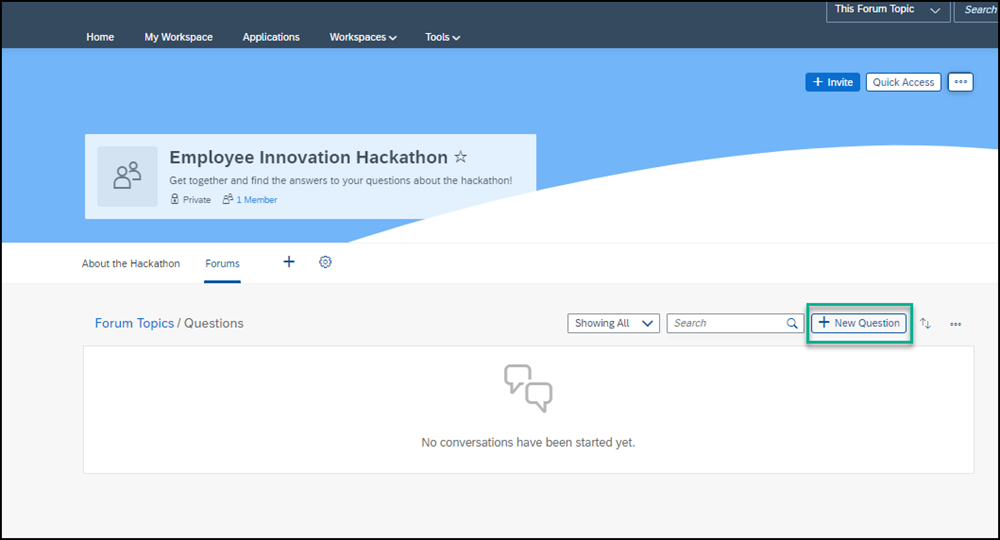 This Forum Topic Search
Home My Workspace Applications Workspaces Tools
+ Invite Quick Access
Employee Innovation Hackathon
Get together and find the answers to your questions about the hackathon!
Private 1 Member
About the Hackathon Forums
Forum Topics / Questions Showing All Search + New Question
No conversations have been started yet.